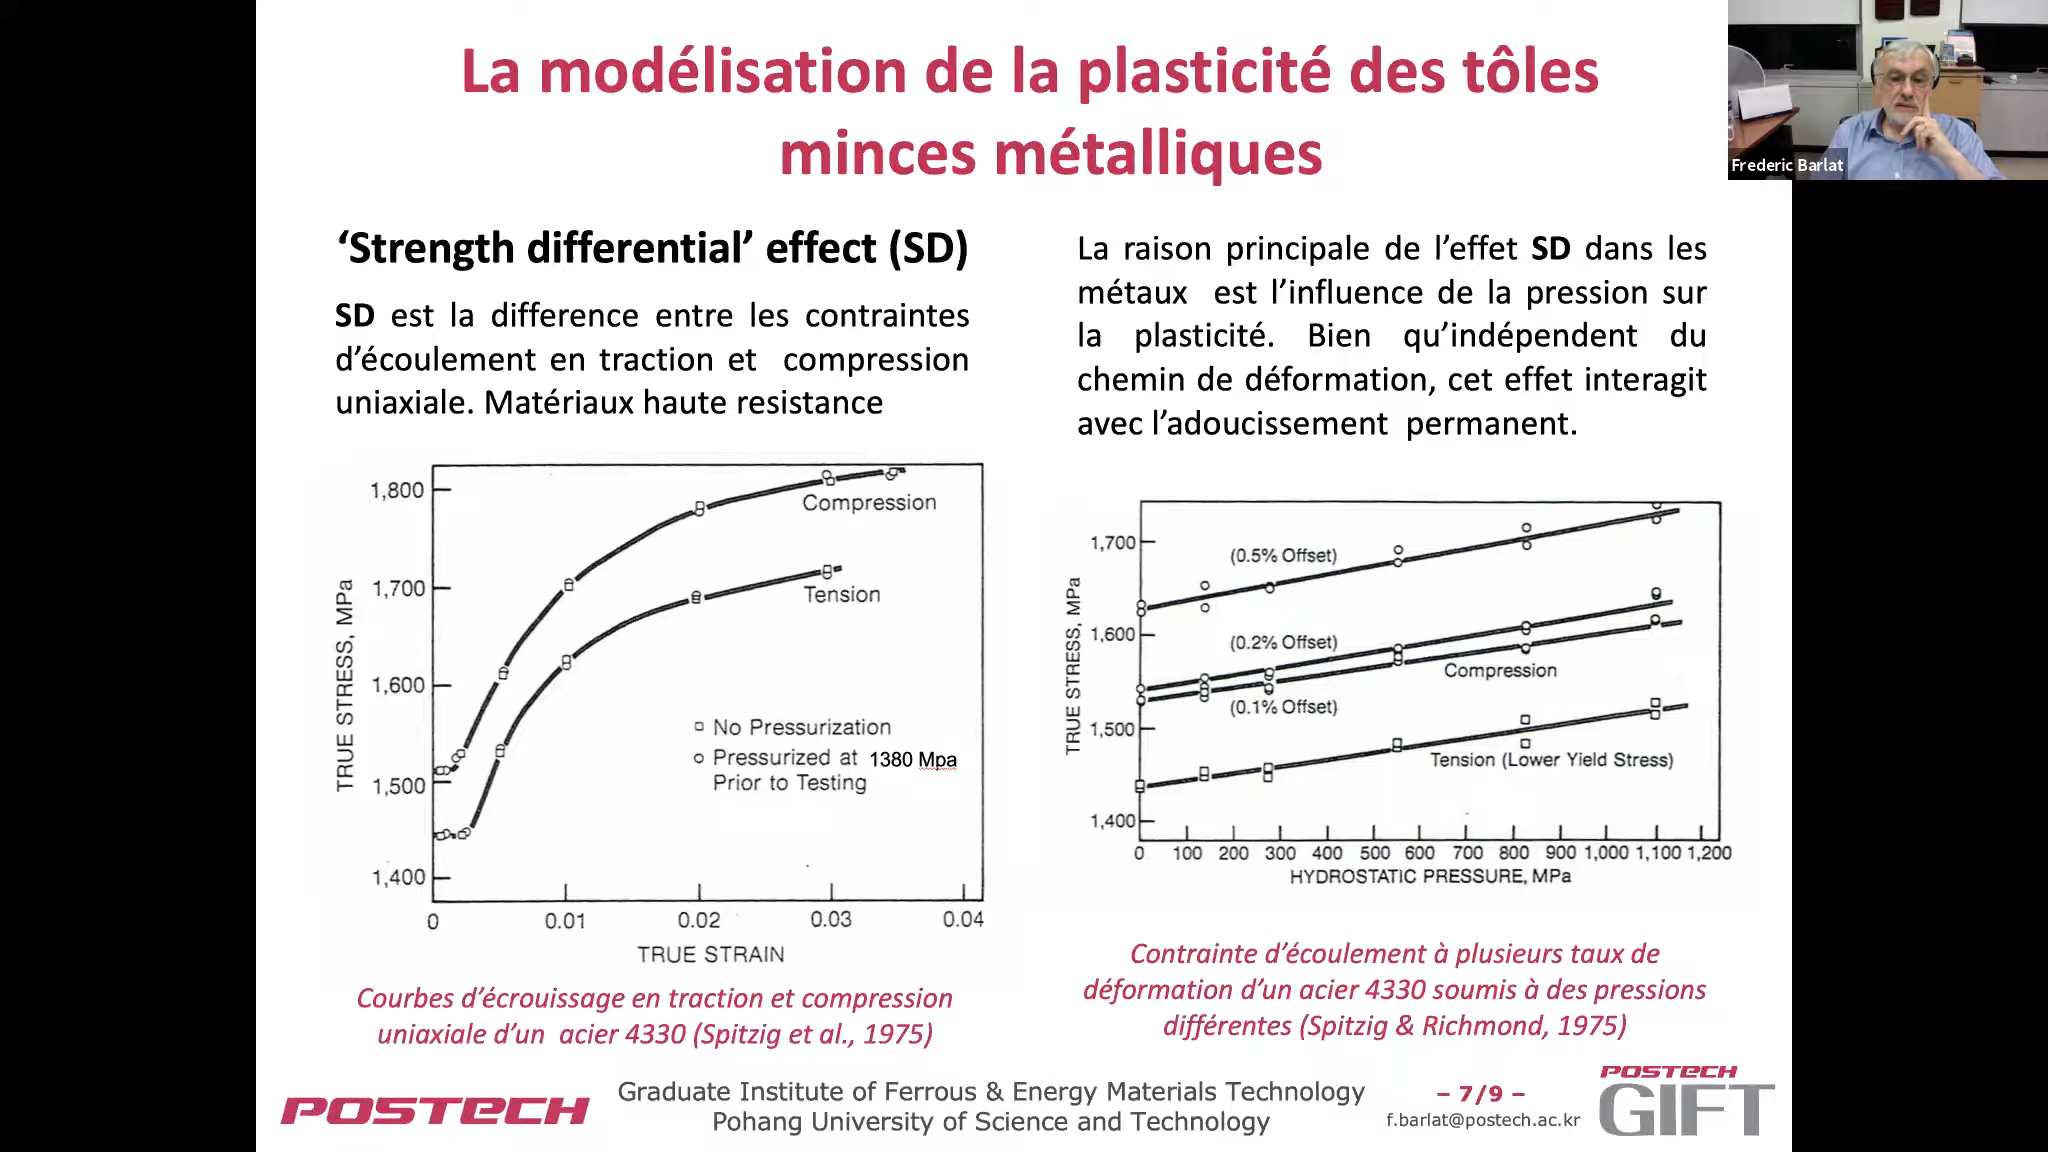 La modélisation de la plasticité des tôles
minces métalliques
Frederic Barlat
‘Strength differential’ effect (SD)
SD est la difference entre les contraintes
d’écoulement en traction et compression
uniaxiale. Matériaux haute resistance
La raison principale de l’effet SD dans les
métaux est l’influence de la pression sur
la plasticité. Bien qu’indépendent du
chemin de déformation, cet effet interagit
avec l’adoucissement permanent.
TRUE STRESS, MPa
1,800
1,700
1,600
1,500
1,400
Compression
Tension
No Pressurization
Pressurized at 1380 Mpa
Prior to Testing
0 0.01 0.02 0.03 0.04
TRUE STRAIN
Courbes d’écrouissage en traction et compression
uniaxiale d’un acier 4330 (Spitzig et al., 1975)
TRUE STRESS, MPa
1,700
1,600
1,500
1,400
(0.5% Offset)
(0.2% Offset)
Compression
(0.1% Offset)
Tension (Lower Yield Stress)
0 100 200 300 400 500 600 700 800 900 1,000 1,100 1,200
HYDROSTATIC PRESSURE, MPa
Contrainte d’écoulement à plusieurs taux de
déformation d’un acier 4330 soumis à des pressions
différentes (Spitzig & Richmond, 1975)
POSTECH
Graduate Institute of Ferrous & Energy Materials Technology
Pohang University of Science and Technology
– 7/9 –
f.barlat@postech.ac.kr
POSTECH
GIFT